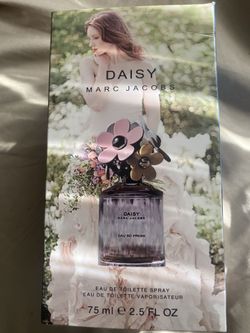 DAISY
MARC JACOBS
DAISY
MARC JACOBS
EAU SO FRESH
EAU DE TOILETTE SPRAY
EAU DE TOILETTE VAPORISATEUR
75 ml e 2.5 FL OZ